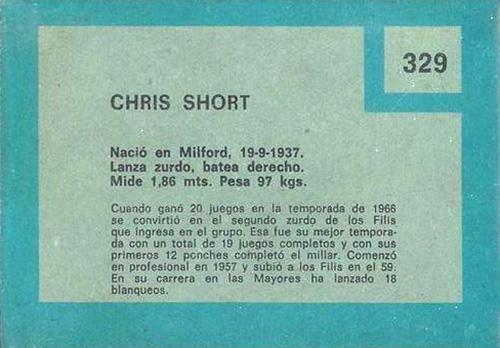 329
CHRIS SHORT
Nació en Milford, 19-9-1937.
Lanza zurdo, batea derecho.
Mide 1,86 mts. Pesa 97 kgs.
Cuando ganó 20 juegos en la temporada de 1966
se convirtió en el segundo zurdo de los Filis
que ingresa en el grupo. Esa fue su mejor tempora-
da con un total de 19 juegos completos y con sus
primeros 12 ponches completó el millar. Comenzó
en profesional en 1957 y subió a los Filis en el 59.
En su carrera en las Mayores ha lanzado 18
blanqueos.